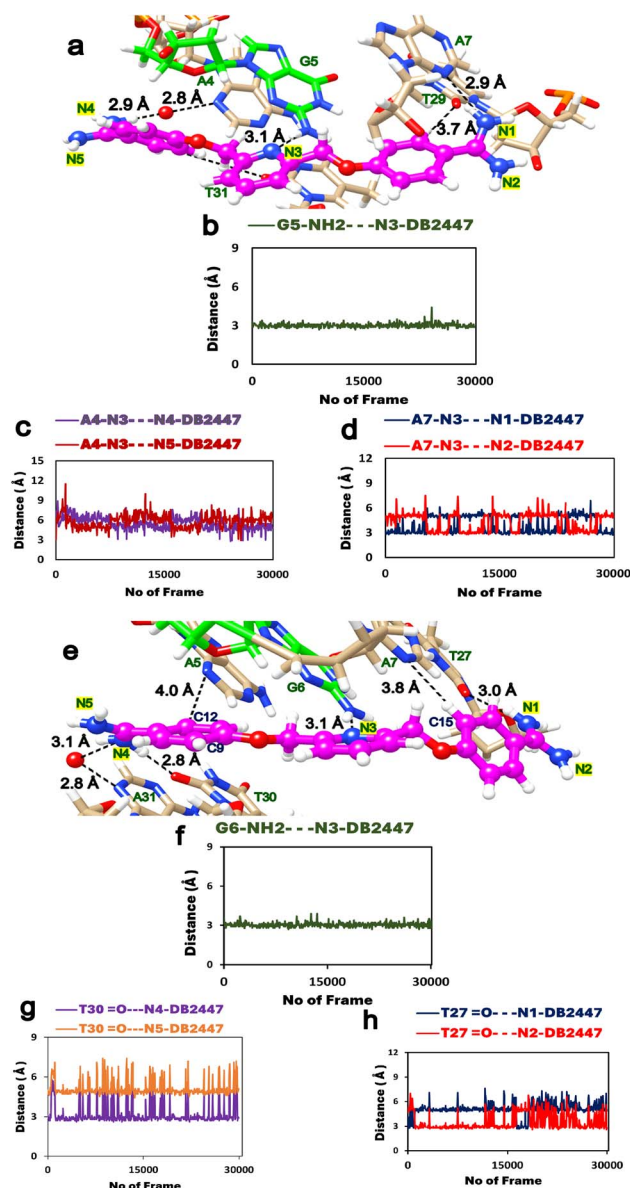 a
A7
A4
G5
N4
2.9 Å
2.8 Å
2.9 Å
T29
N1
3.1 Å
3.7 Å
N3
N5
N2
T31
b
G5-NH2- - -N3-DB2447
9
6
3
0
Distance (Å)
0 15000 30000
No of Frame
c
A4-N3- - -N4-DB2447
A4-N3- - -N5-DB2447
15
12
9
6
3
0
Distance (Å)
0 15000 30000
No of Frame
d
A7-N3- - -N1-DB2447
A7-N3- - -N2-DB2447
12
9
6
3
0
Distance (Å)
0 15000 30000
No of Frame
e
A5
A7
T27
G6
4.0 Å
3.8 Å
3.0 Å
N5
C12
N1
3.1 Å
N3
C15
3.1 Å
N4
C9
N2
2.8 Å
2.8 Å
A31
T30
f
G6-NH2- - -N3-DB2447
9
6
3
0
Distance (Å)
0 15000 30000
No of Frame
g
T30 =O---N4-DB2447
T30 =O---N5-DB2447
9
6
3
0
Distance (Å)
0 15000 30000
No of Frame
h
T27 =O- - -N1-DB2447
T27 =O- - -N2-DB2447
12
9
6
3
0
Distance (Å)
0 15000 30000
No of Frame